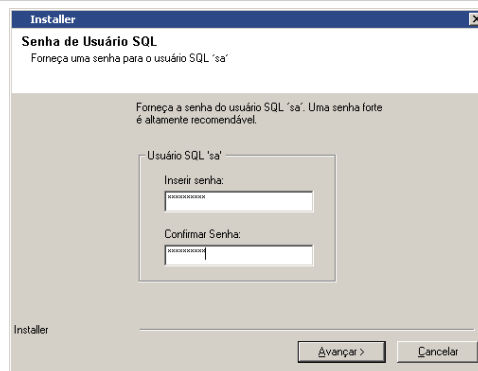 Installer
Senha de Usuário SQL
Forneça uma senha para o usuário SQL 'sa'
Forneça a senha do usuário SQL 'sa'. Uma senha forte
é altamente recomendável.
Usuário SQL 'sa'
Inserir senha:
××××××××××
Confirmar Senha:
××××××××××
Installer
Avançar >
Cancelar